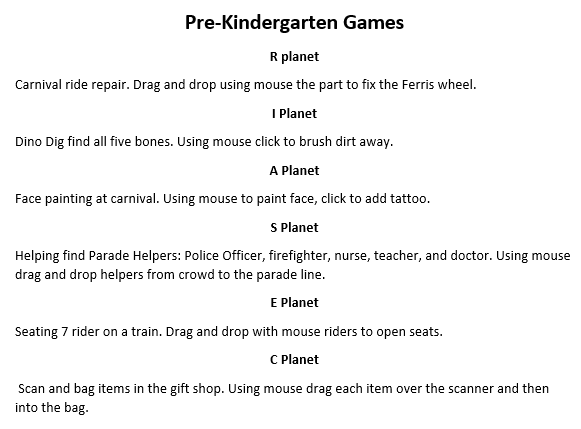 Pre-Kindergarten Games
R planet
Carnival ride repair. Drag and drop using mouse the part to fix the Ferris wheel.
I Planet
Dino Dig find all five bones. Using mouse click to brush dirt away.
A Planet
Face painting at carnival. Using mouse to paint face, click to add tattoo.
S Planet
Helping find Parade Helpers: Police Officer, firefighter, nurse, teacher, and doctor. Using mouse
drag and drop helpers from crowd to the parade line.
E Planet
Seating 7 rider on a train. Drag and drop with mouse riders to open seats.
C Planet
Scan and bag items in the gift shop. Using mouse drag each item over the scanner and then
into the bag.